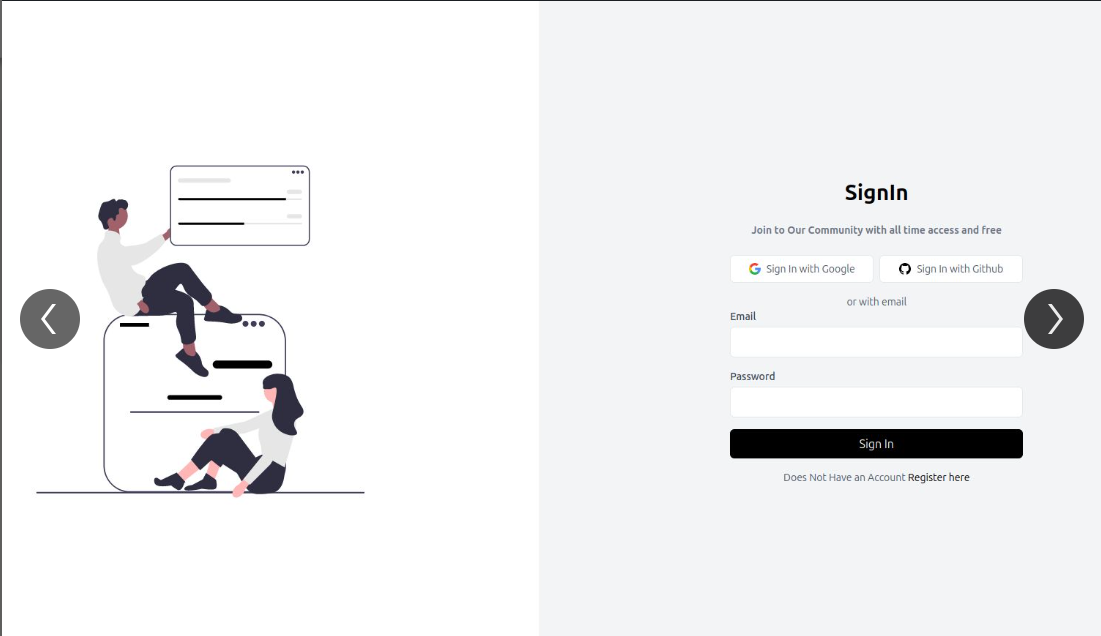 SignIn
Join to Our Community with all time access and free
Sign In with Google
Sign In with Github
or with email
Email
Password
Sign In
Does Not Have an Account Register here